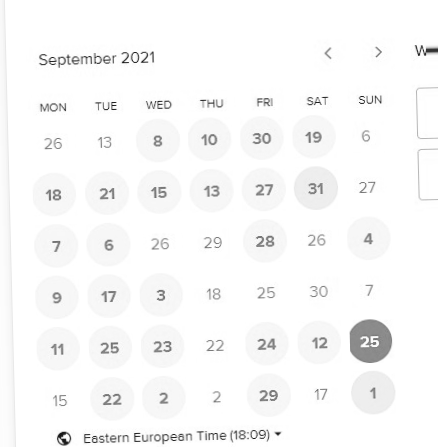 September 2021 < >
MON TUE WED THU FRI SAT SUN
26 13 8 10 30 19 6
18 21 15 13 27 31 27
7 6 26 29 28 26 4
9 17 3 18 25 30 7
11 25 23 22 24 12 25
15 22 2 2 29 17 1
Eastern European Time (18:09)